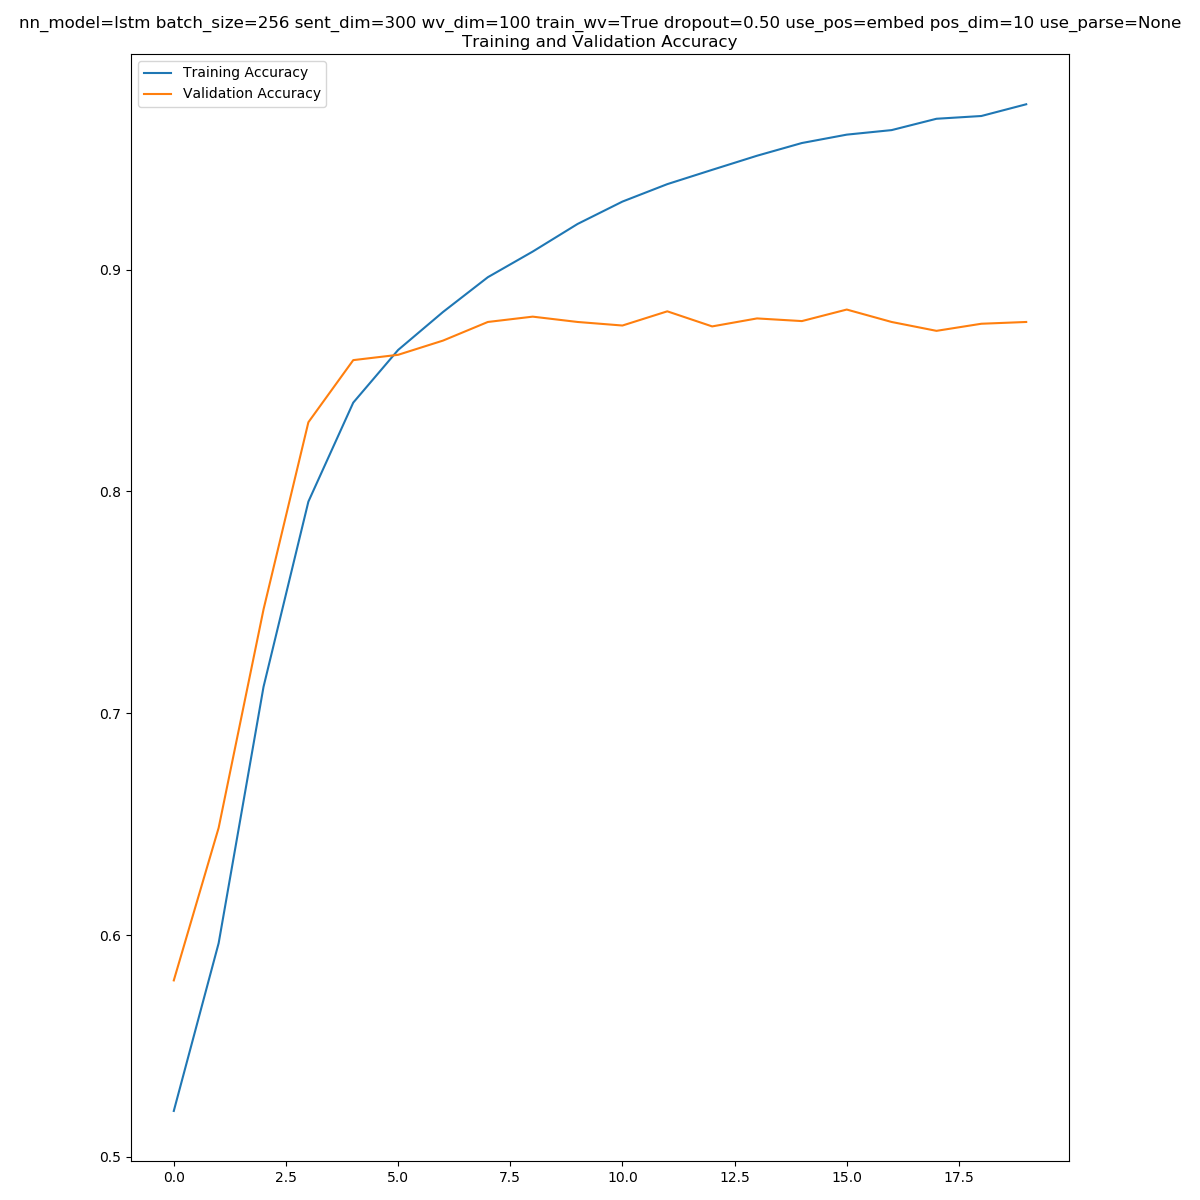 nn_model=lstm batch_size=256 sent_dim=300 wv_dim=100 train_wv=True dropout=0.50 use_pos=embed pos_dim=10 use_parse=None
Training and Validation Accuracy
Training Accuracy
Validation Accuracy
0.9
0.8
0.7
0.6
0.5
0.0 2.5 5.0 7.5 10.0 12.5 15.0 17.5